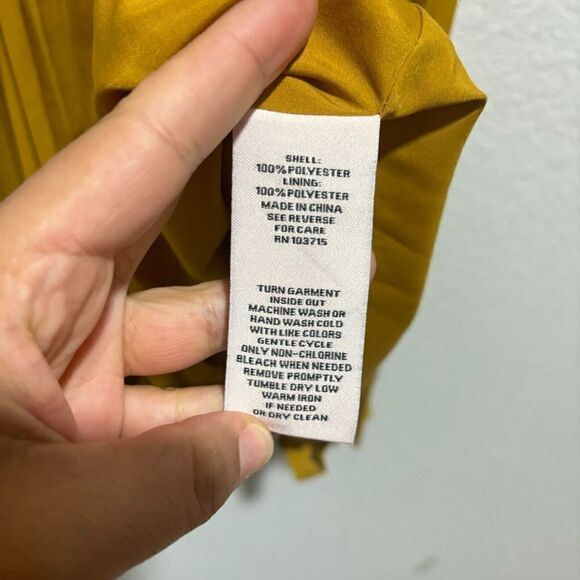 SHELL:
100% POLYESTER
LINING:
100% POLYESTER
MADE IN CHINA
SEE REVERSE
FOR CARE
RN 103715
TURN GARMENT
INSIDE OUT
MACHINE WASH OR
HAND WASH COLD
WITH LIKE COLORS
GENTLE CYCLE
ONLY NON-CHLORINE
BLEACH WHEN NEEDED
REMOVE PROMPTLY
TUMBLE DRY LOW
WARM IRON
IF NEEDED
OR DRY CLEAN